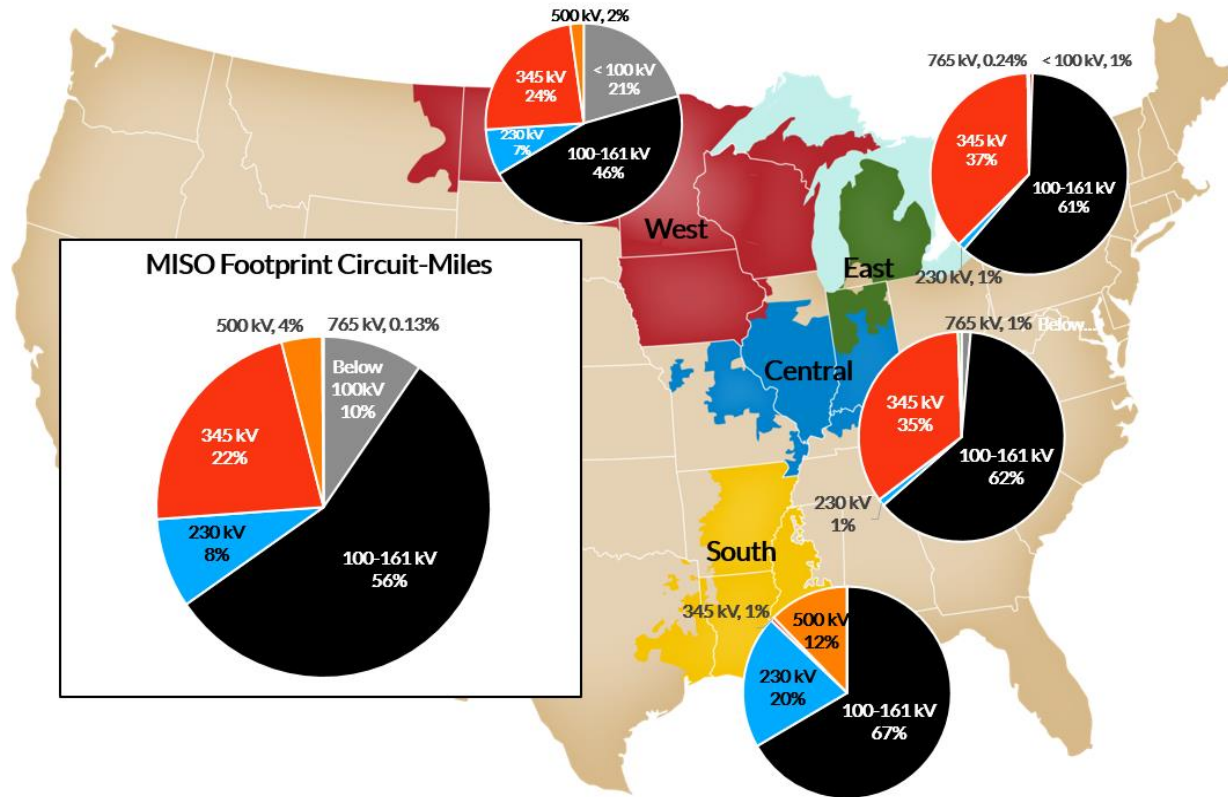 500 kV, 2%
345 kV
24%
< 100 kV
21%
230 kV
7%
100-161 kV
46%
765 kV, 0.24%
< 100 kV, 1%
345 kV
37%
100-161 kV
61%
230 kV, 1%
West
East
Central
South
MISO Footprint Circuit-Miles
500 kV, 4%
765 kV, 0.13%
Below
100kV
10%
345 kV
22%
230 kV
8%
100-161 kV
56%
765 kV, 1%
Below...
345 kV
35%
100-161 kV
62%
230 kV
1%
345 kV, 1%
500 kV
12%
230 kV
20%
100-161 kV
67%